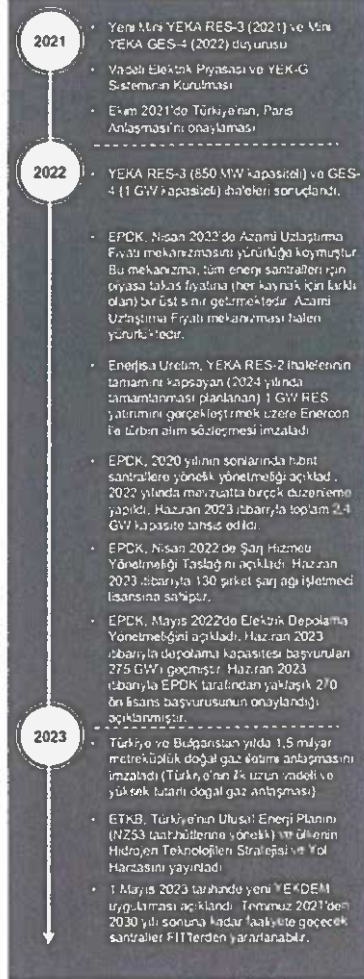 2021
Yeni Mini YEKA RES-3 (2021) ve Mini
YEKA GES-4 (2022) duyurusu
Vadeli Elektrik Piyasası ve YEK-G
Sisteminin Kurulması
Ekim 2021'de Türkiye'nin, Paris
Anlaşması'nı onaylaması
2022
YEKA RES-3 (850 MW kapasiteli) ve GES-
4 (1 GW kapasiteli) ihaleleri sonuçlandı.
EPDK, Nisan 2022'de Azami Uzlaştırma
Fiyatı mekanizmasını yürürlüğe koymuştur.
Bu mekanizma, tüm enerji santralleri için
piyasa takas fiyatına (her kaynak için farklı
olan) bir üst sınır getirmektedir. Azami
Uzlaştırma Fiyatı mekanizması halen
yürürlüktedir.
Enerjisa Üretim, YEKA RES-2 ihalelerinin
tamamını kapsayan (2024 yılında
tamamlanması planlanan) 1 GW RES
yatırımını gerçekleştirmek üzere Enercon
ile türbin alım sözleşmesi imzaladı
EPDK, 2020 yılının sonlarında hibrit
santrallere yönelik yönetmeliği açıkladı.
2022 yılında mevzuatta birçok düzenleme
yapıldı. Haziran 2023 itibarıyla toplam 2,4
GW kapasite tahsis edildi.
EPDK, Nisan 2022'de Şarj Hizmeti
Yönetmeliği Taslağını açıkladı. Haziran
2023 itibarıyla 130 şirket şarj ağı işletmeci
lisansına sahiptir.
EPDK, Mayıs 2022'de Elektrik Depolama
Yönetmeliğini açıkladı. Haziran 2023
itibarıyla depolama kapasitesi başvuruları
275 GW'ı geçmiştir. Haziran 2023
itibarıyla EPDK tarafından yaklaşık 270
ön lisans başvurusunun onaylandığı
açıklanmıştır.
2023
Türkiye ve Bulgaristan yılda 1,5 milyar
metreküplük doğal gaz iletimi anlaşmasını
imzaladı (Türkiye'nin ilk uzun vadeli ve
yüksek tutarlı doğal gaz anlaşması)
ETKB, Türkiye'nin Ulusal Enerji Planını
(NZ53 taahhütlerine yönelik) ve ülkenin
Hidrojen Teknolojileri Stratejisi ve Yol
Haritasını yayınladı
1 Mayıs 2023 tarihinde yeni YEKDEM
uygulaması açıklandı. Temmuz 2021'den
2030 yılı sonuna kadar faaliyete geçecek
santraller FIT'lerden yararlanabilir.